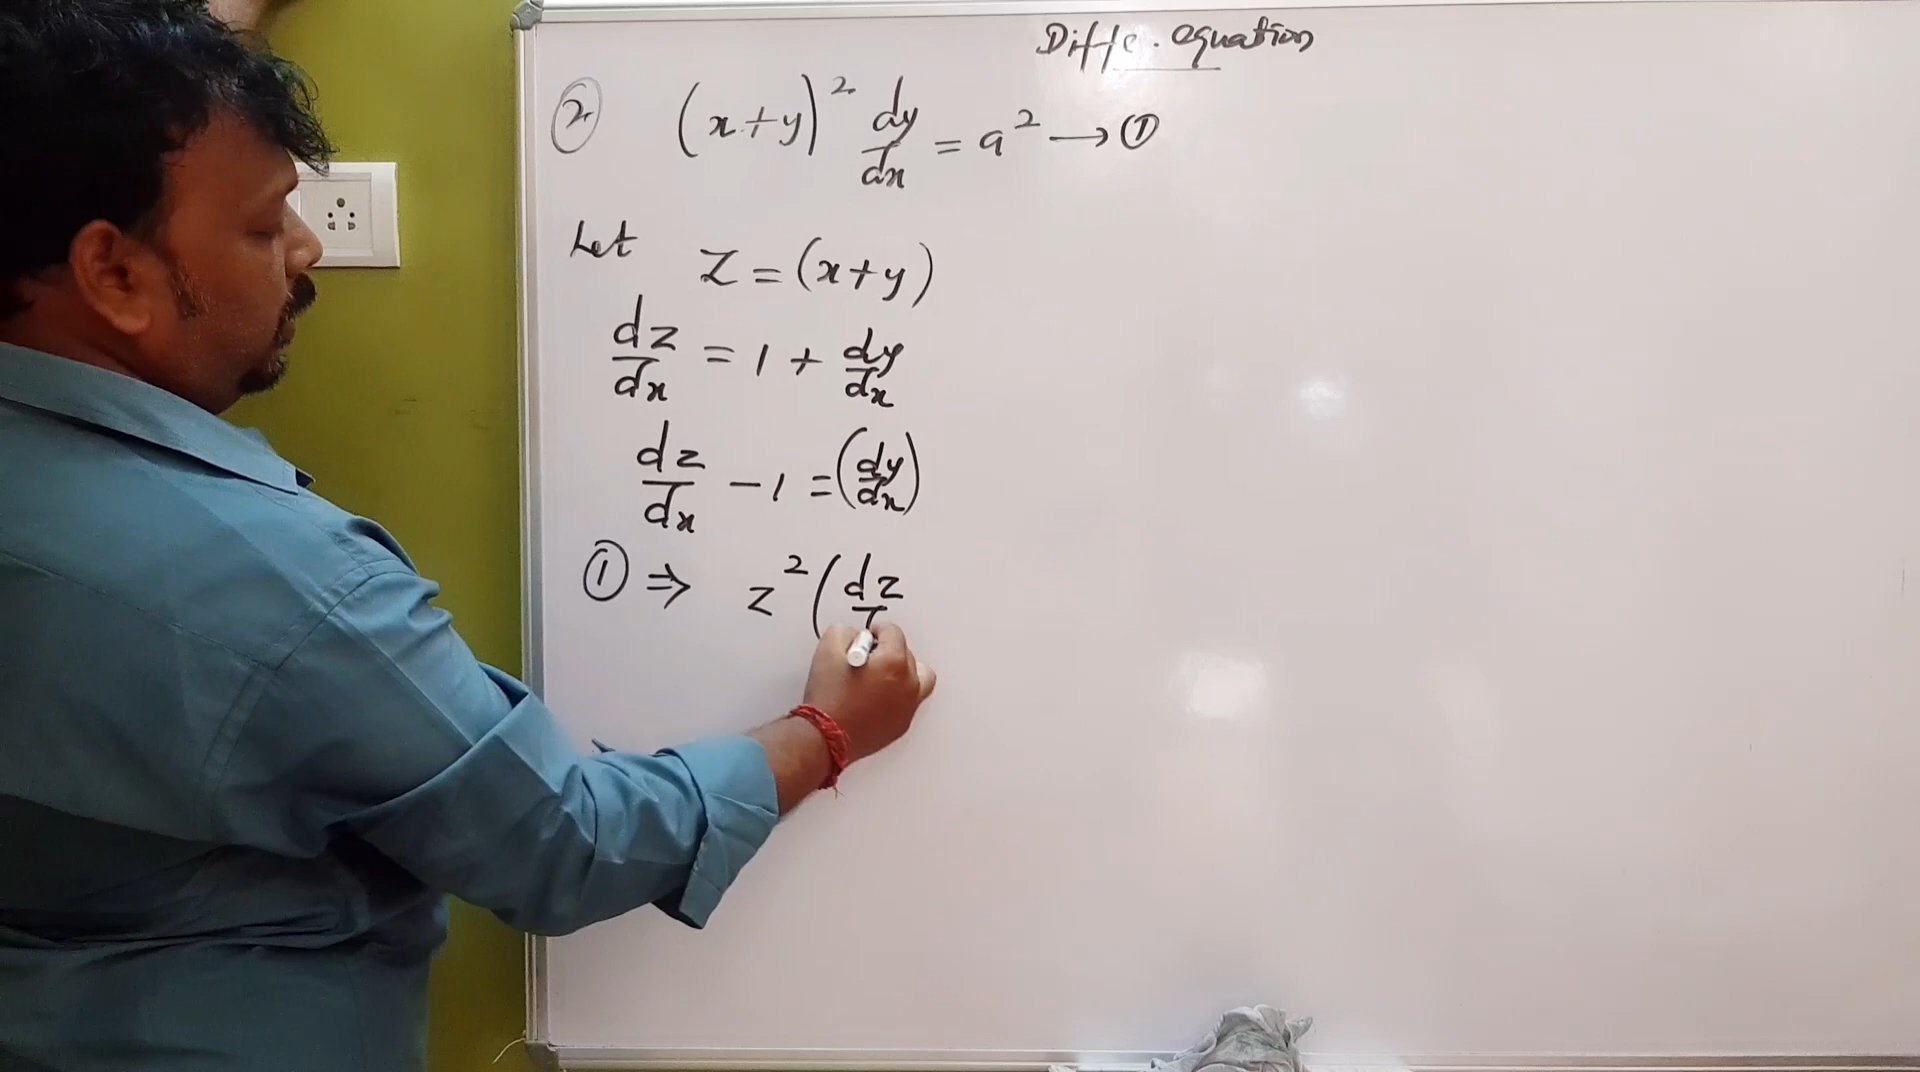 Diffe. equation
② (x+y)² dy/dx = a² → ①
Let z = (x+y)
dz/dx = 1 + dy/dx
dz/dx - 1 = (dy/dx)
① ⇒ z² (dz